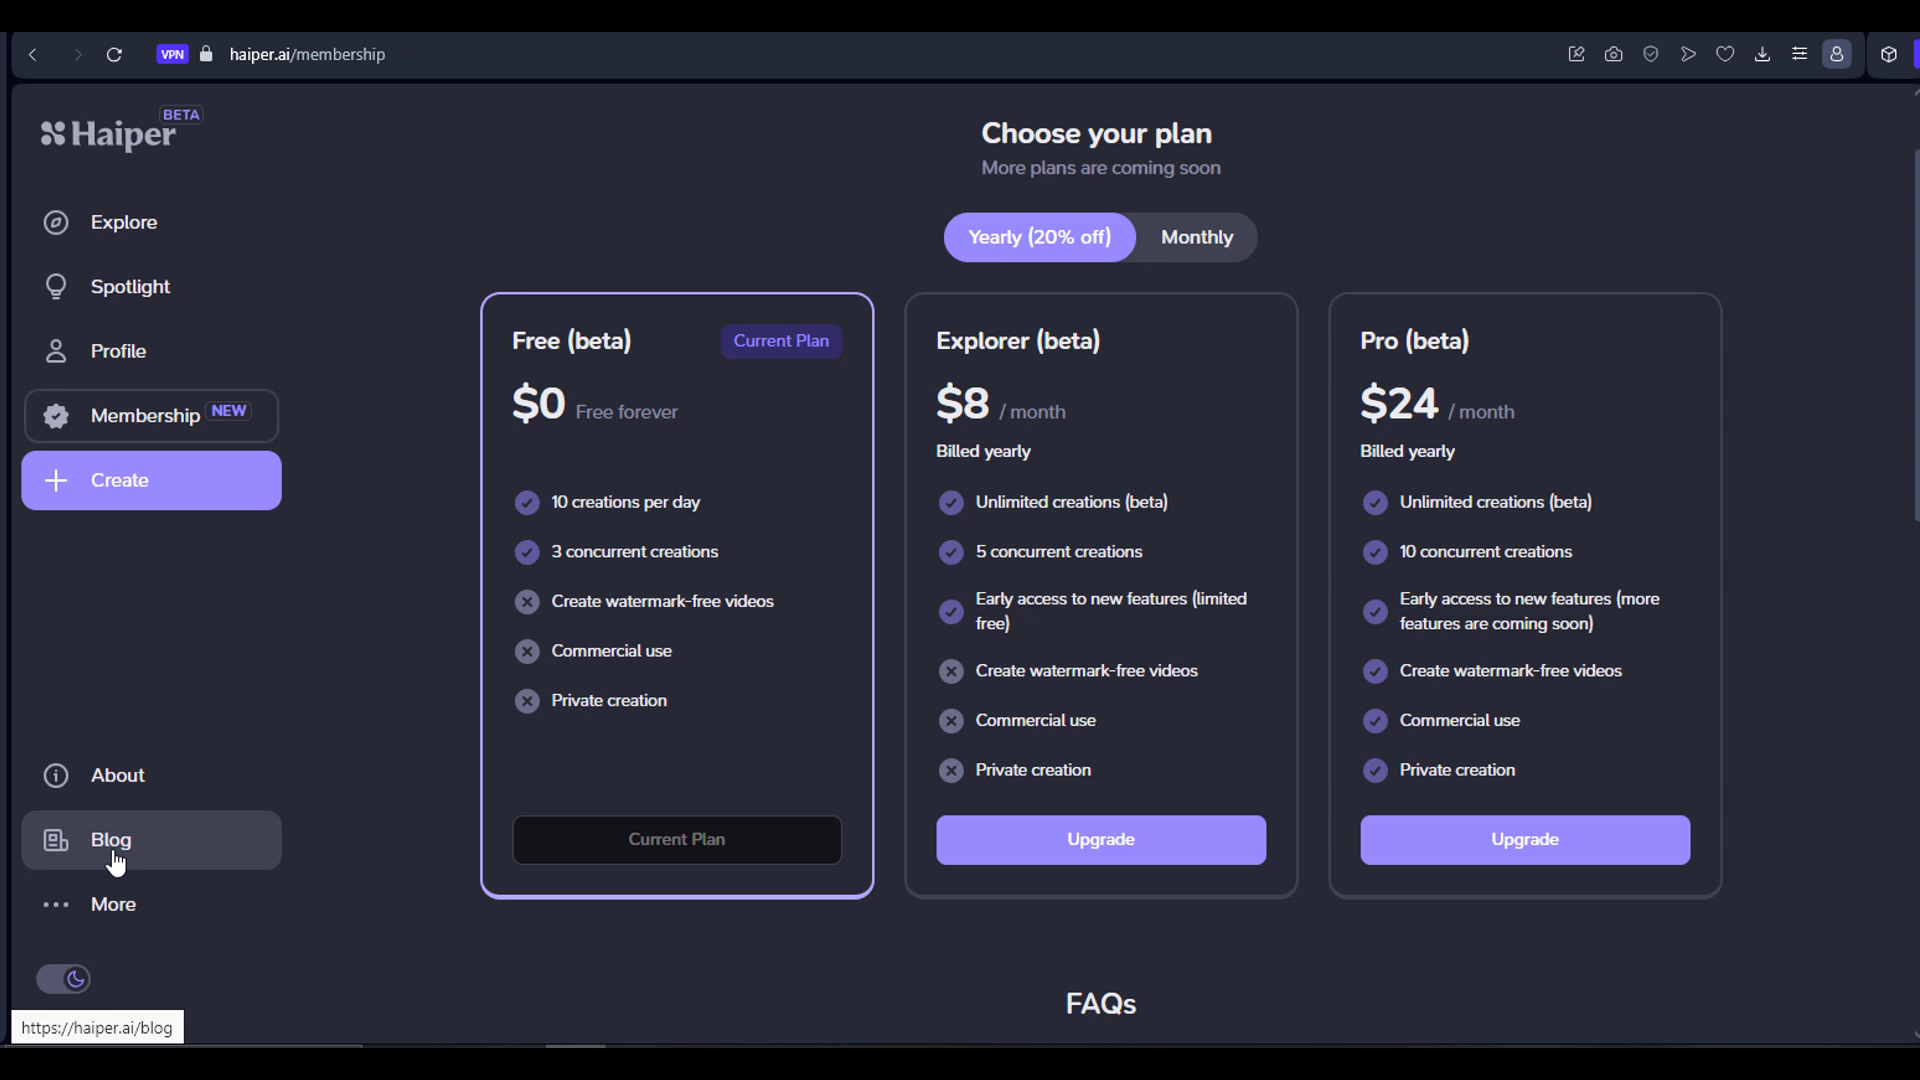 VPN
haiper.ai/membership
Haiper
BETA
Explore
Spotlight
Profile
Membership NEW
Create
About
Blog
More
https://haiper.ai/blog
Choose your plan
More plans are coming soon
Yearly (20% off)
Monthly
Free (beta)
Current Plan
$0 Free forever
10 creations per day
3 concurrent creations
Create watermark-free videos
Commercial use
Private creation
Current Plan
Explorer (beta)
$8 / month
Billed yearly
Unlimited creations (beta)
5 concurrent creations
Early access to new features (limited
free)
Create watermark-free videos
Commercial use
Private creation
Upgrade
Pro (beta)
$24 / month
Billed yearly
Unlimited creations (beta)
10 concurrent creations
Early access to new features (more
features are coming soon)
Create watermark-free videos
Commercial use
Private creation
Upgrade
FAQs